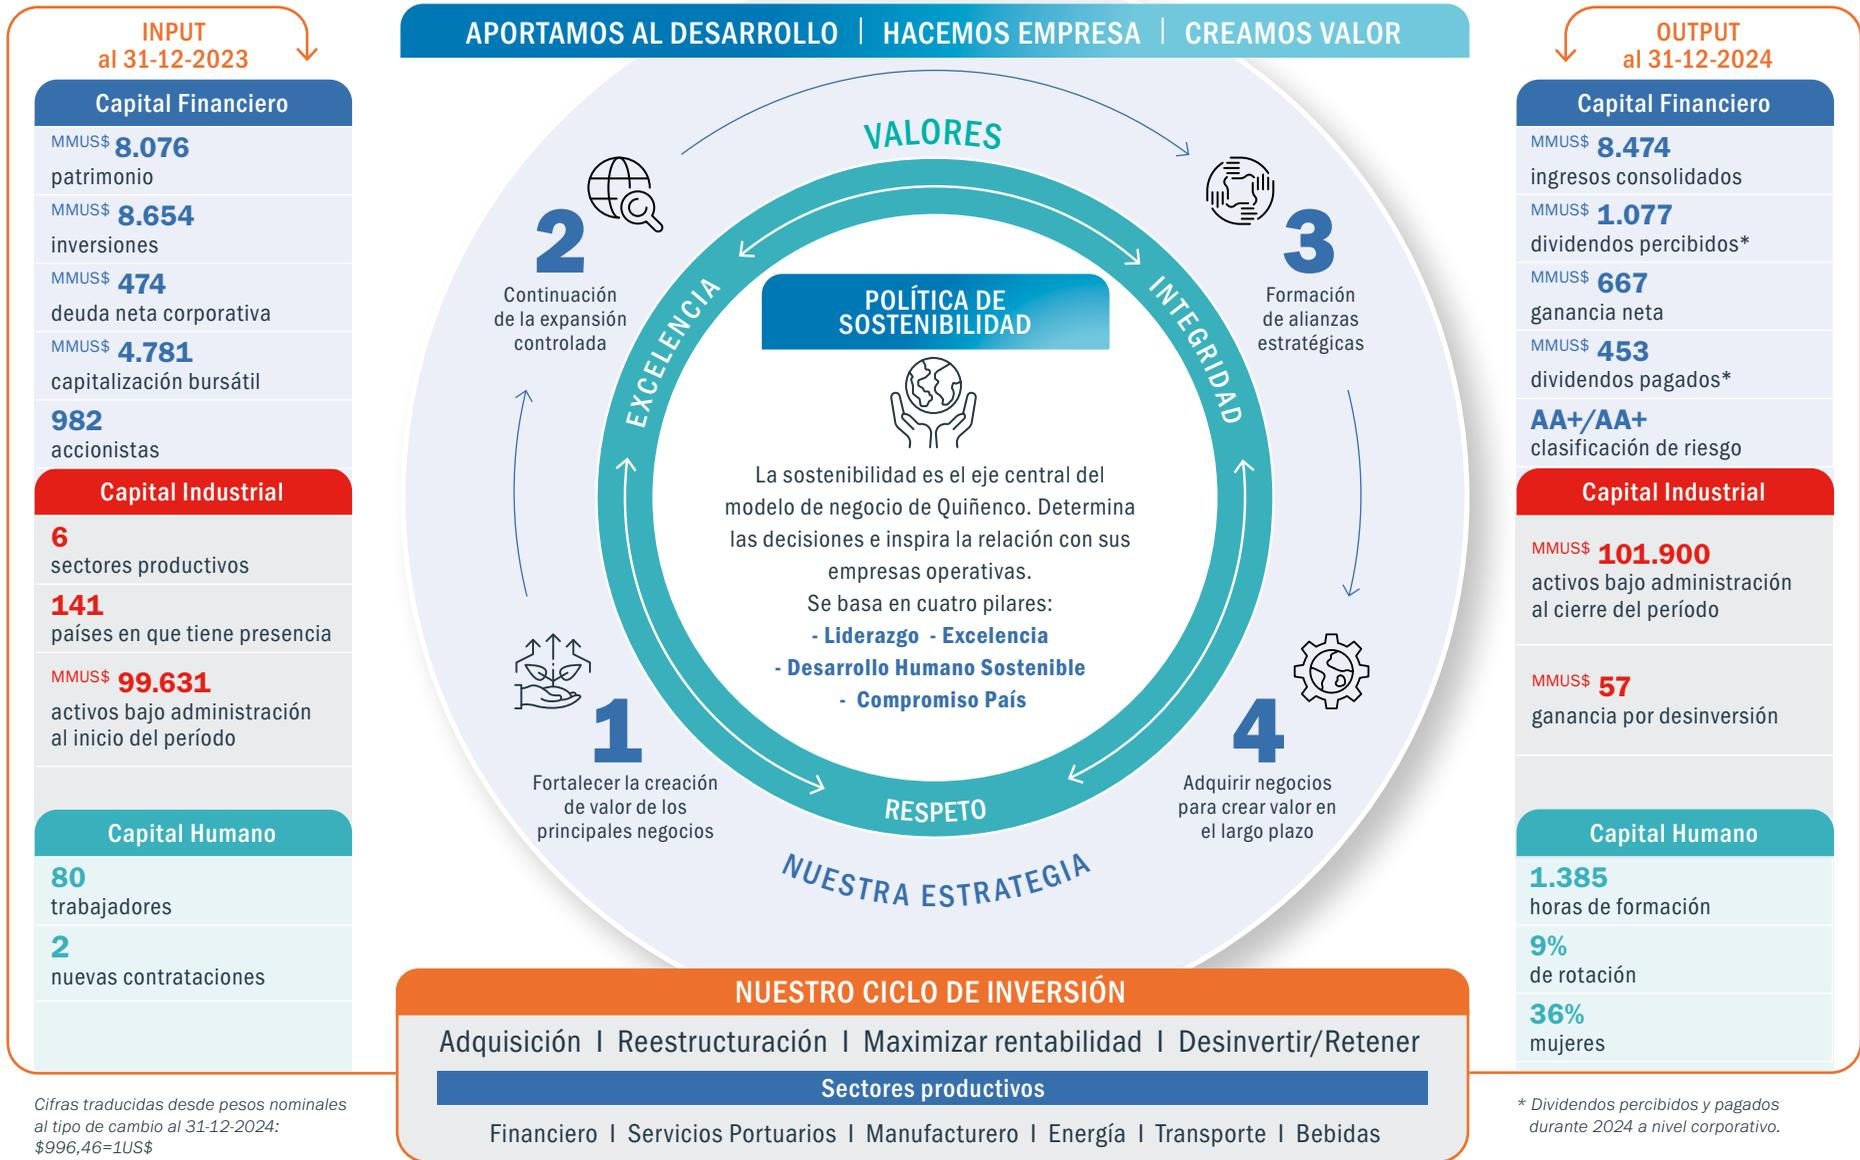 INPUT
al 31-12-2023
Capital Financiero
MMUS$ 8.076
patrimonio
MMUS$ 8.654
inversiones
MMUS$ 474
deuda neta corporativa
MMUS$ 4.781
capitalización bursátil
982
accionistas
Capital Industrial
6
sectores productivos
141
países en que tiene presencia
MMUS$ 99.631
activos bajo administración
al inicio del período
Capital Humano
80
trabajadores
2
nuevas contrataciones
Cifras traducidas desde pesos nominales
al tipo de cambio al 31-12-2024:
$996,46=1US$
APORTAMOS AL DESARROLLO | HACEMOS EMPRESA | CREAMOS VALOR
VALORES
EXCELENCIA
INTEGRIDAD
RESPETO
2
Continuación
de la expansión
controlada
3
Formación
de alianzas
estratégicas
POLÍTICA DE
SOSTENIBILIDAD
La sostenibilidad es el eje central del
modelo de negocio de Quiñenco. Determina
las decisiones e inspira la relación con sus
empresas operativas.
Se basa en cuatro pilares:
- Liderazgo - Excelencia
- Desarrollo Humano Sostenible
- Compromiso País
1
Fortalecer la creación
de valor de los
principales negocios
4
Adquirir negocios
para crear valor en
el largo plazo
NUESTRA ESTRATEGIA
NUESTRO CICLO DE INVERSIÓN
Adquisición I Reestructuración I Maximizar rentabilidad I Desinvertir/Retener
Sectores productivos
Financiero I Servicios Portuarios I Manufacturero I Energía I Transporte I Bebidas
OUTPUT
al 31-12-2024
Capital Financiero
MMUS$ 8.474
ingresos consolidados
MMUS$ 1.077
dividendos percibidos*
MMUS$ 667
ganancia neta
MMUS$ 453
dividendos pagados*
AA+/AA+
clasificación de riesgo
Capital Industrial
MMUS$ 101.900
activos bajo administración
al cierre del período
MMUS$ 57
ganancia por desinversión
Capital Humano
1.385
horas de formación
9%
de rotación
36%
mujeres
* Dividendos percibidos y pagados
durante 2024 a nivel corporativo.